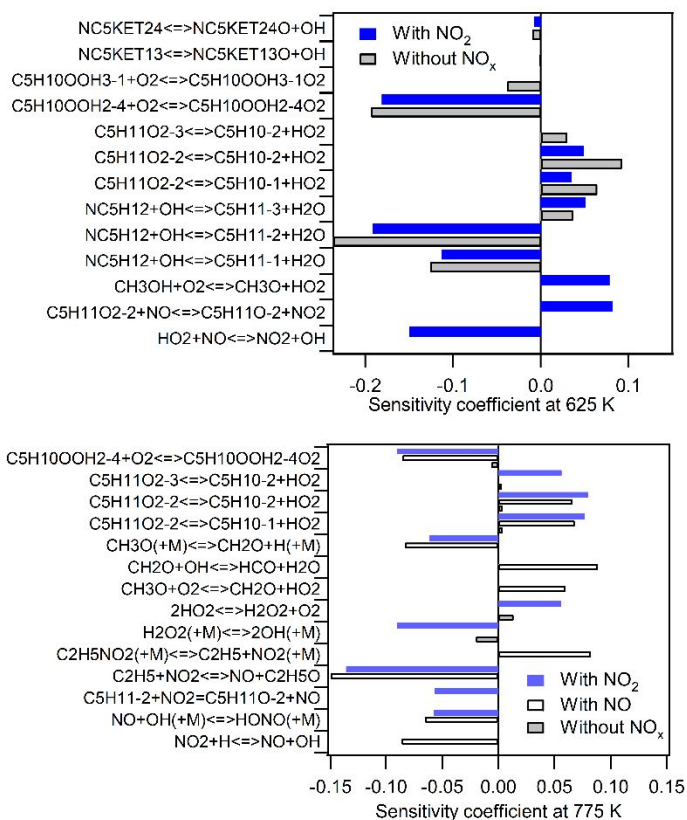 NC5KET24<=>NC5KET24O+OH
NC5KET13<=>NC5KET13O+OH
C5H10OOH3-1+O2<=>C5H10OOH3-1O2
C5H10OOH2-4+O2<=>C5H10OOH2-4O2
C5H11O2-3<=>C5H10-2+HO2
C5H11O2-2<=>C5H10-2+HO2
C5H11O2-2<=>C5H10-1+HO2
NC5H12+OH<=>C5H11-3+H2O
NC5H12+OH<=>C5H11-2+H2O
NC5H12+OH<=>C5H11-1+H2O
CH3OH+O2<=>CH3O+HO2
C5H11O2-2+NO<=>C5H11O-2+NO2
HO2+NO<=>NO2+OH
With NO2
Without NOx
-0.2 -0.1 0.0 0.1
Sensitivity coefficient at 625 K
C5H10OOH2-4+O2<=>C5H10OOH2-4O2
C5H11O2-3<=>C5H10-2+HO2
C5H11O2-2<=>C5H10-2+HO2
C5H11O2-2<=>C5H10-1+HO2
CH3O(+M)<=>CH2O+H(+M)
CH2O+OH<=>HCO+H2O
CH3O+O2<=>CH2O+HO2
2HO2<=>H2O2+O2
H2O2(+M)<=>2OH(+M)
C2H5NO2(+M)<=>C2H5+NO2(+M)
C2H5+NO2<=>NO+C2H5O
C5H11-2+NO2=C5H11O-2+NO
NO+OH(+M)<=>HONO(+M)
NO2+H<=>NO+OH
With NO2
With NO
Without NOx
-0.15 -0.10 -0.05 0.00 0.05 0.10 0.15
Sensitivity coefficient at 775 K